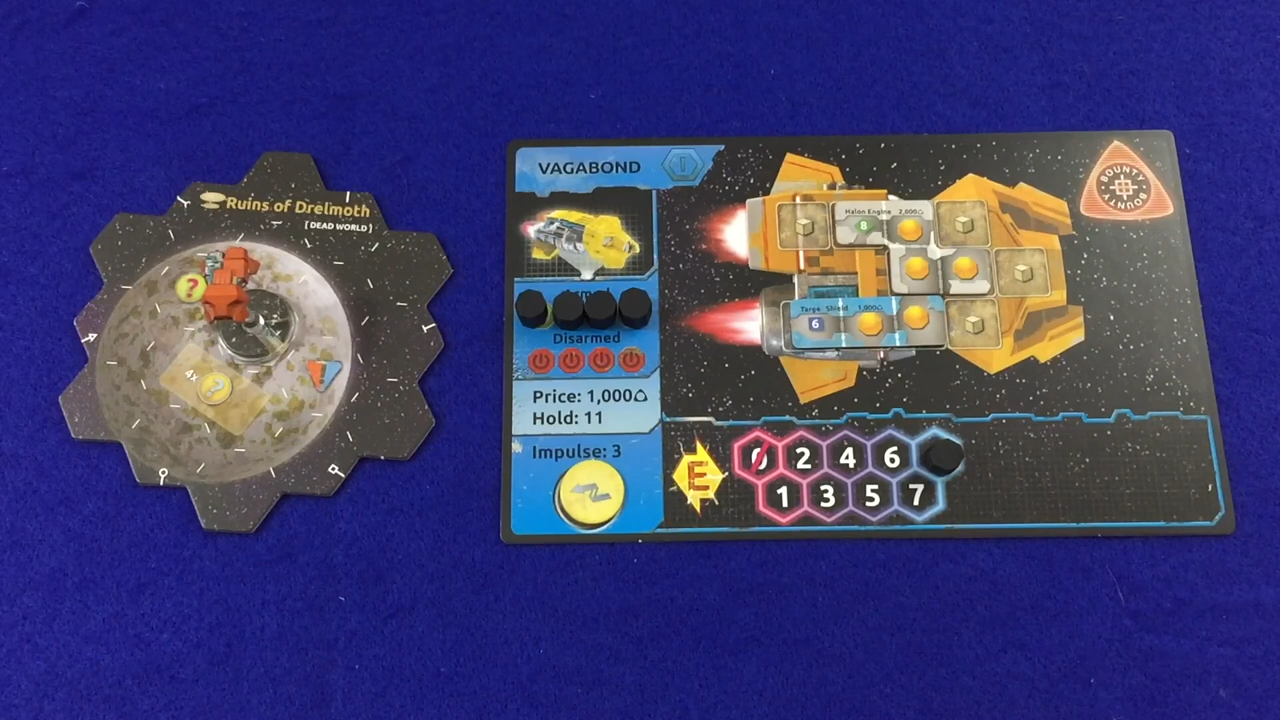 Ruins of Drelmoth
[ DEAD WORLD ]
?
4x ?
VAGABOND
Disarmed
Price: 1,000
Hold: 11
Impulse: 3
Halon Engine 2,000
8
Targe Shield 1,000
6
BOUNTY
BOUNTY
E
0 2 4 6
1 3 5 7